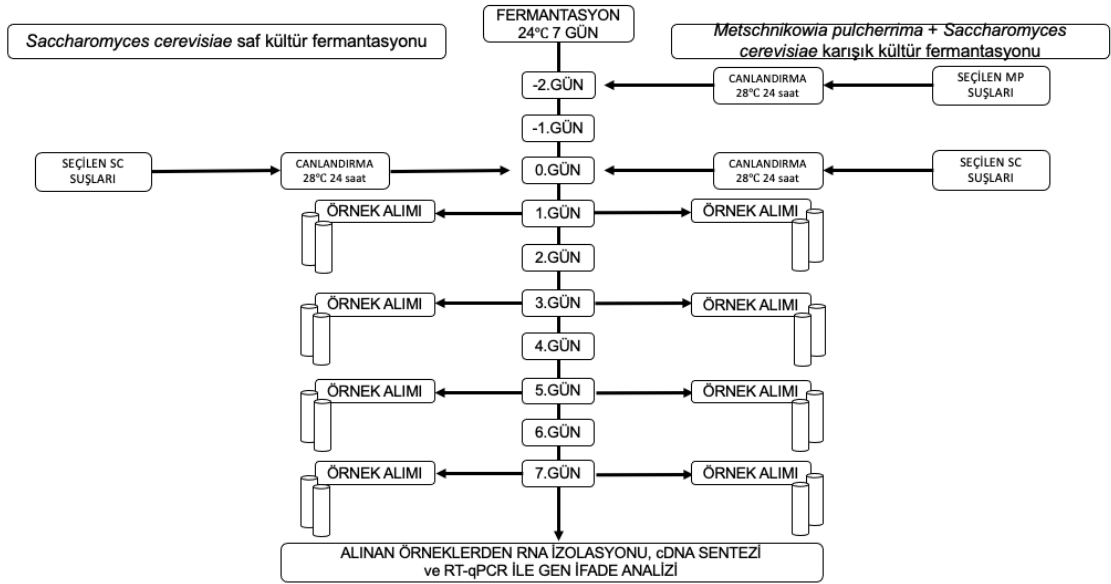 FERMANTASYON
24°C 7 GÜN
Saccharomyces cerevisiae saf kültür fermantasyonu
Metschnikowia pulcherrima + Saccharomyces
cerevisiae karışık kültür fermantasyonu
-2.GÜN
CANLANDIRMA
28°C 24 saat
SEÇİLEN MP
SUŞLARI
-1.GÜN
SEÇİLEN SC
SUŞLARI
CANLANDIRMA
28°C 24 saat
0.GÜN
CANLANDIRMA
28°C 24 saat
SEÇİLEN SC
SUŞLARI
ÖRNEK ALIMI
1.GÜN
ÖRNEK ALIMI
2.GÜN
ÖRNEK ALIMI
3.GÜN
ÖRNEK ALIMI
4.GÜN
ÖRNEK ALIMI
5.GÜN
ÖRNEK ALIMI
6.GÜN
ÖRNEK ALIMI
7.GÜN
ÖRNEK ALIMI
ALINAN ÖRNEKLERDEN RNA İZOLASYONU, cDNA SENTEZİ
ve RT-qPCR İLE GEN İFADE ANALİZİ